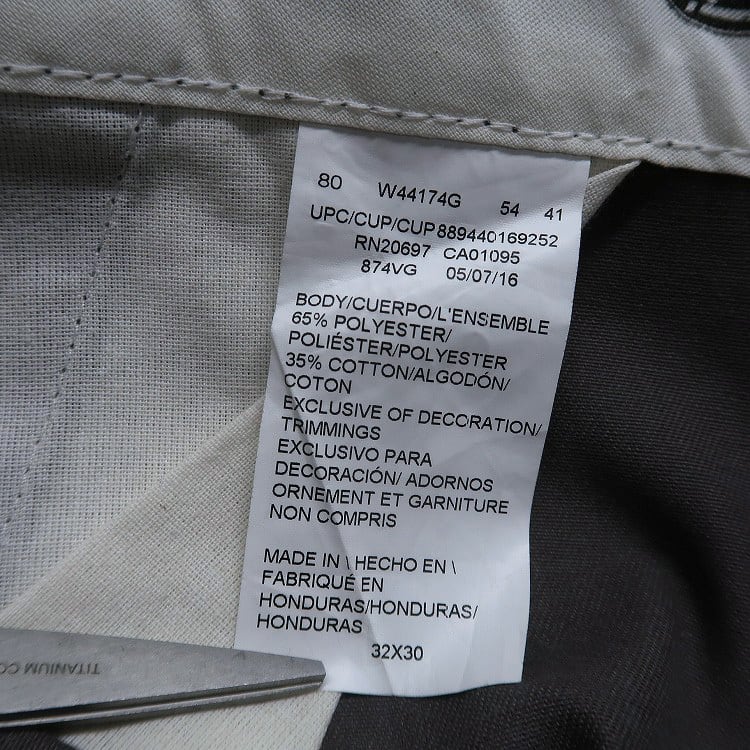 80 W44174G 54 41
UPC/CUP/CUP889440169252
RN20697 CA01095
874VG 05/07/16
BODY/CUERPO/L'ENSEMBLE
65% POLYESTER/
POLIÉSTER/POLYESTER
35% COTTON/ALGODÓN/
COTON
EXCLUSIVE OF DECORATION/
TRIMMINGS
EXCLUSIVO PARA
DECORACIÓN/ ADORNOS
ORNEMENT ET GARNITURE
NON COMPRIS
MADE IN \ HECHO EN \
FABRIQUÉ EN
HONDURAS/HONDURAS/
HONDURAS
32X30
TITANIUM